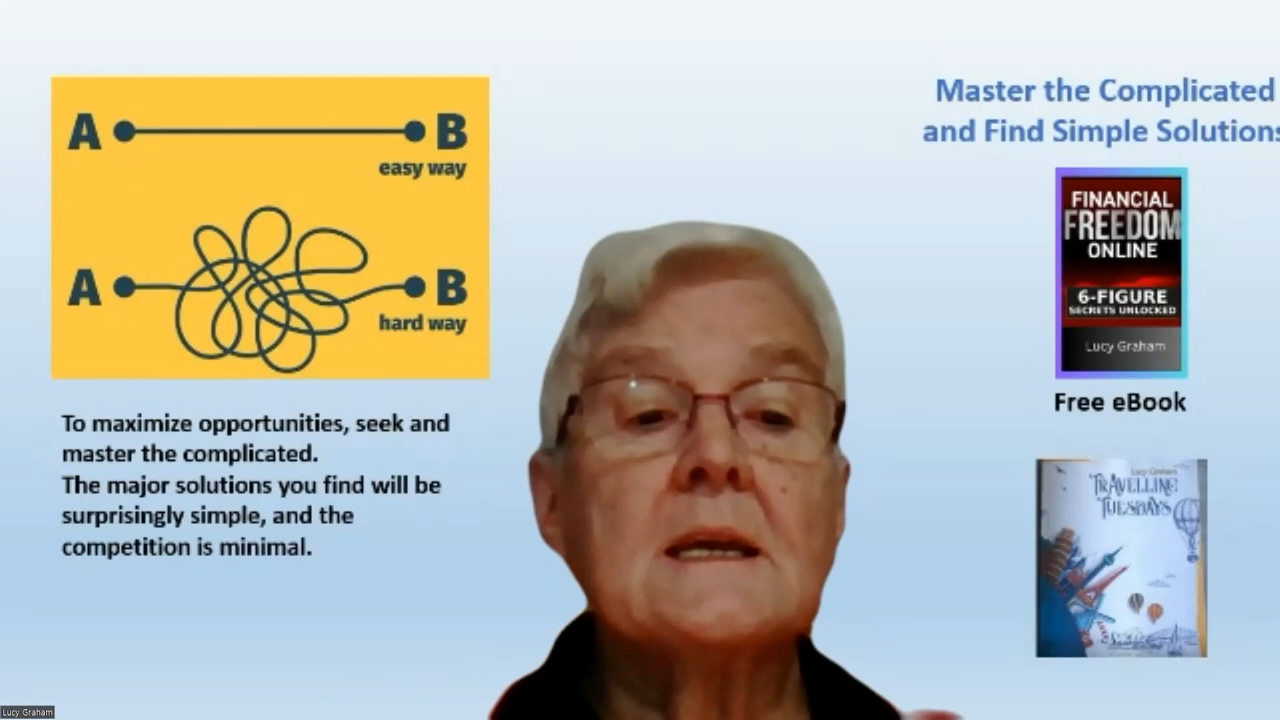 A
B
easy way
A
B
hard way
To maximize opportunities, seek and
master the complicated.
The major solutions you find will be
surprisingly simple, and the
competition is minimal.
Master the Complicated
and Find Simple Solutions
FINANCIAL
FREEDOM
ONLINE
6-FIGURE
SECRETS UNLOCKED
Lucy Graham
Free eBook
Lucy Graham
TRAVELLING
TUESDAYS
Lucy Graham